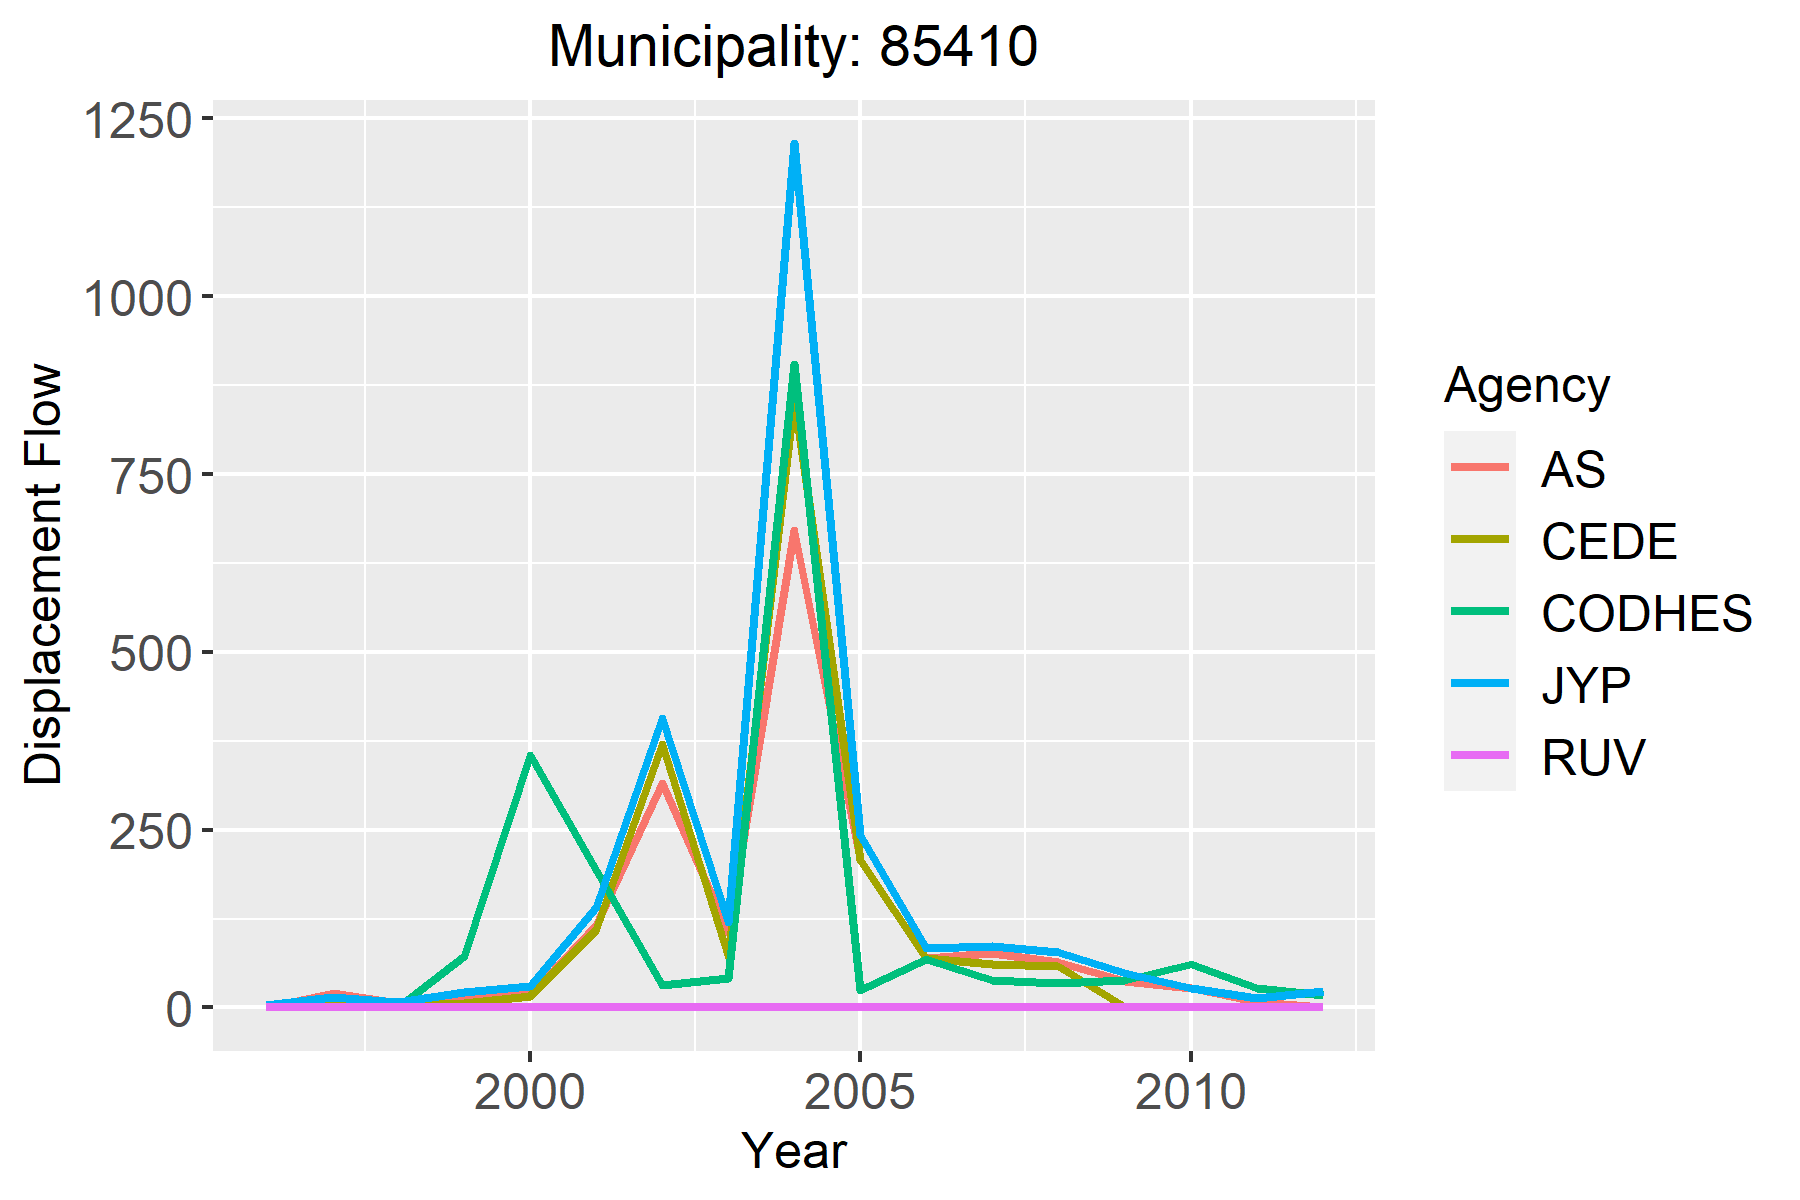 Municipality: 85410
1250
1000
750
500
250
0
Displacement Flow
2000
2005
2010
Year
Agency
AS
CEDE
CODHES
JYP
RUV